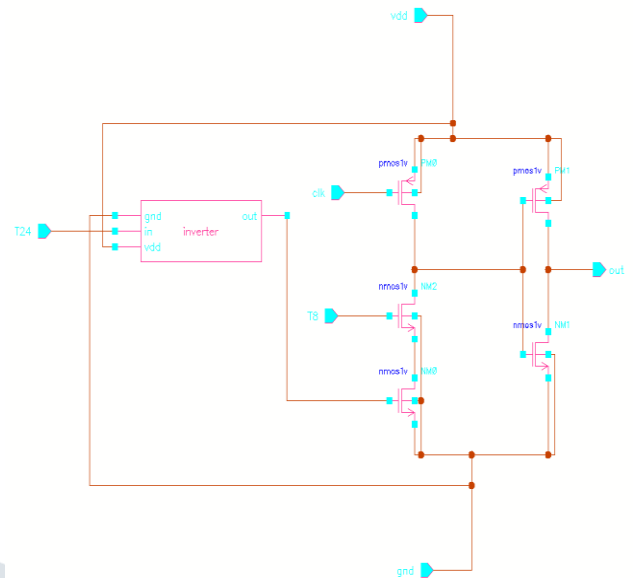 vdd
pmos1v PM0
pmos1v PM1
clk
gnd out
T24 in inverter
vdd
out
nmos1v NM2
T8
nmos1v NM1
nmos1v NM0
gnd